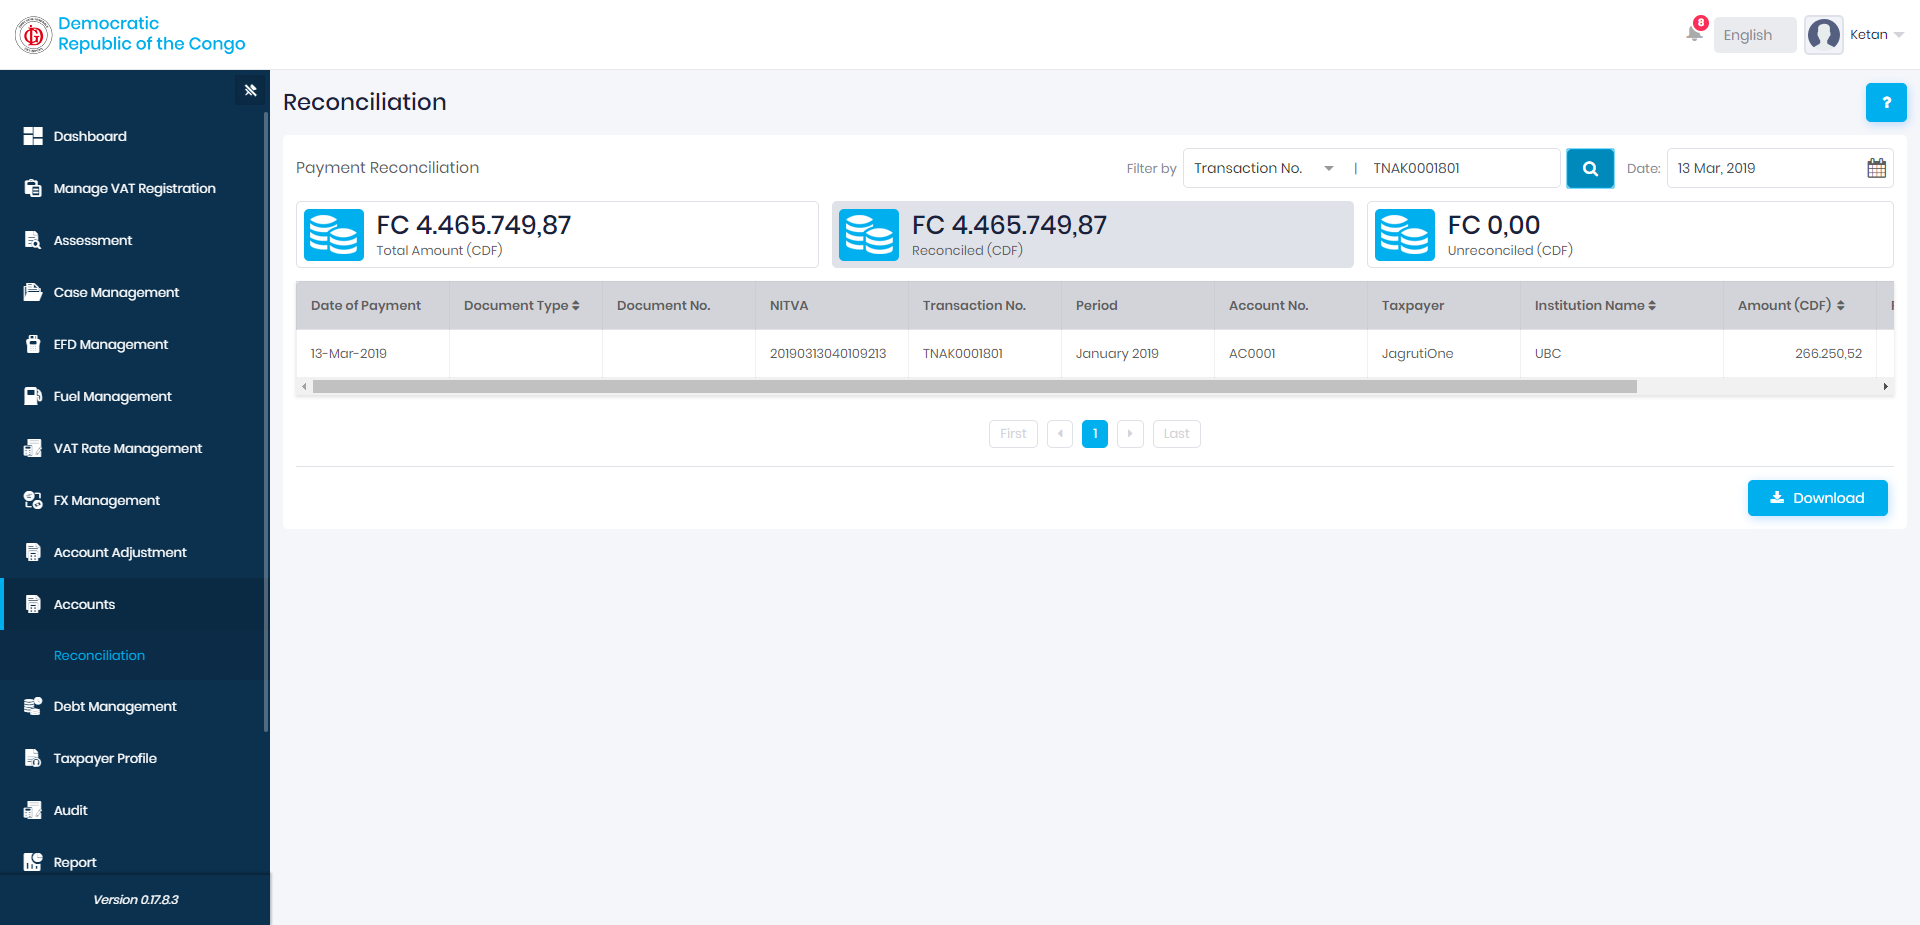 Democratic
Republic of the Congo
8
English
Ketan
Reconciliation
?
Dashboard
Manage VAT Registration
Assessment
Case Management
EFD Management
Fuel Management
VAT Rate Management
FX Management
Account Adjustment
Accounts
Reconciliation
Debt Management
Taxpayer Profile
Audit
Report
Version 0.17.8.3
Payment Reconciliation
Filter by Transaction No. | TNAK0001801 Date: 13 Mar, 2019
FC 4.465.749,87
Total Amount (CDF)
FC 4.465.749,87
Reconciled (CDF)
FC 0,00
Unreconciled (CDF)
Date of Payment Document Type Document No. NITVA Transaction No. Period Account No. Taxpayer Institution Name Amount (CDF)
13-Mar-2019 20190313040109213 TNAK0001801 January 2019 AC0001 JagrutiOne UBC 266.250,52
First 1 Last
Download